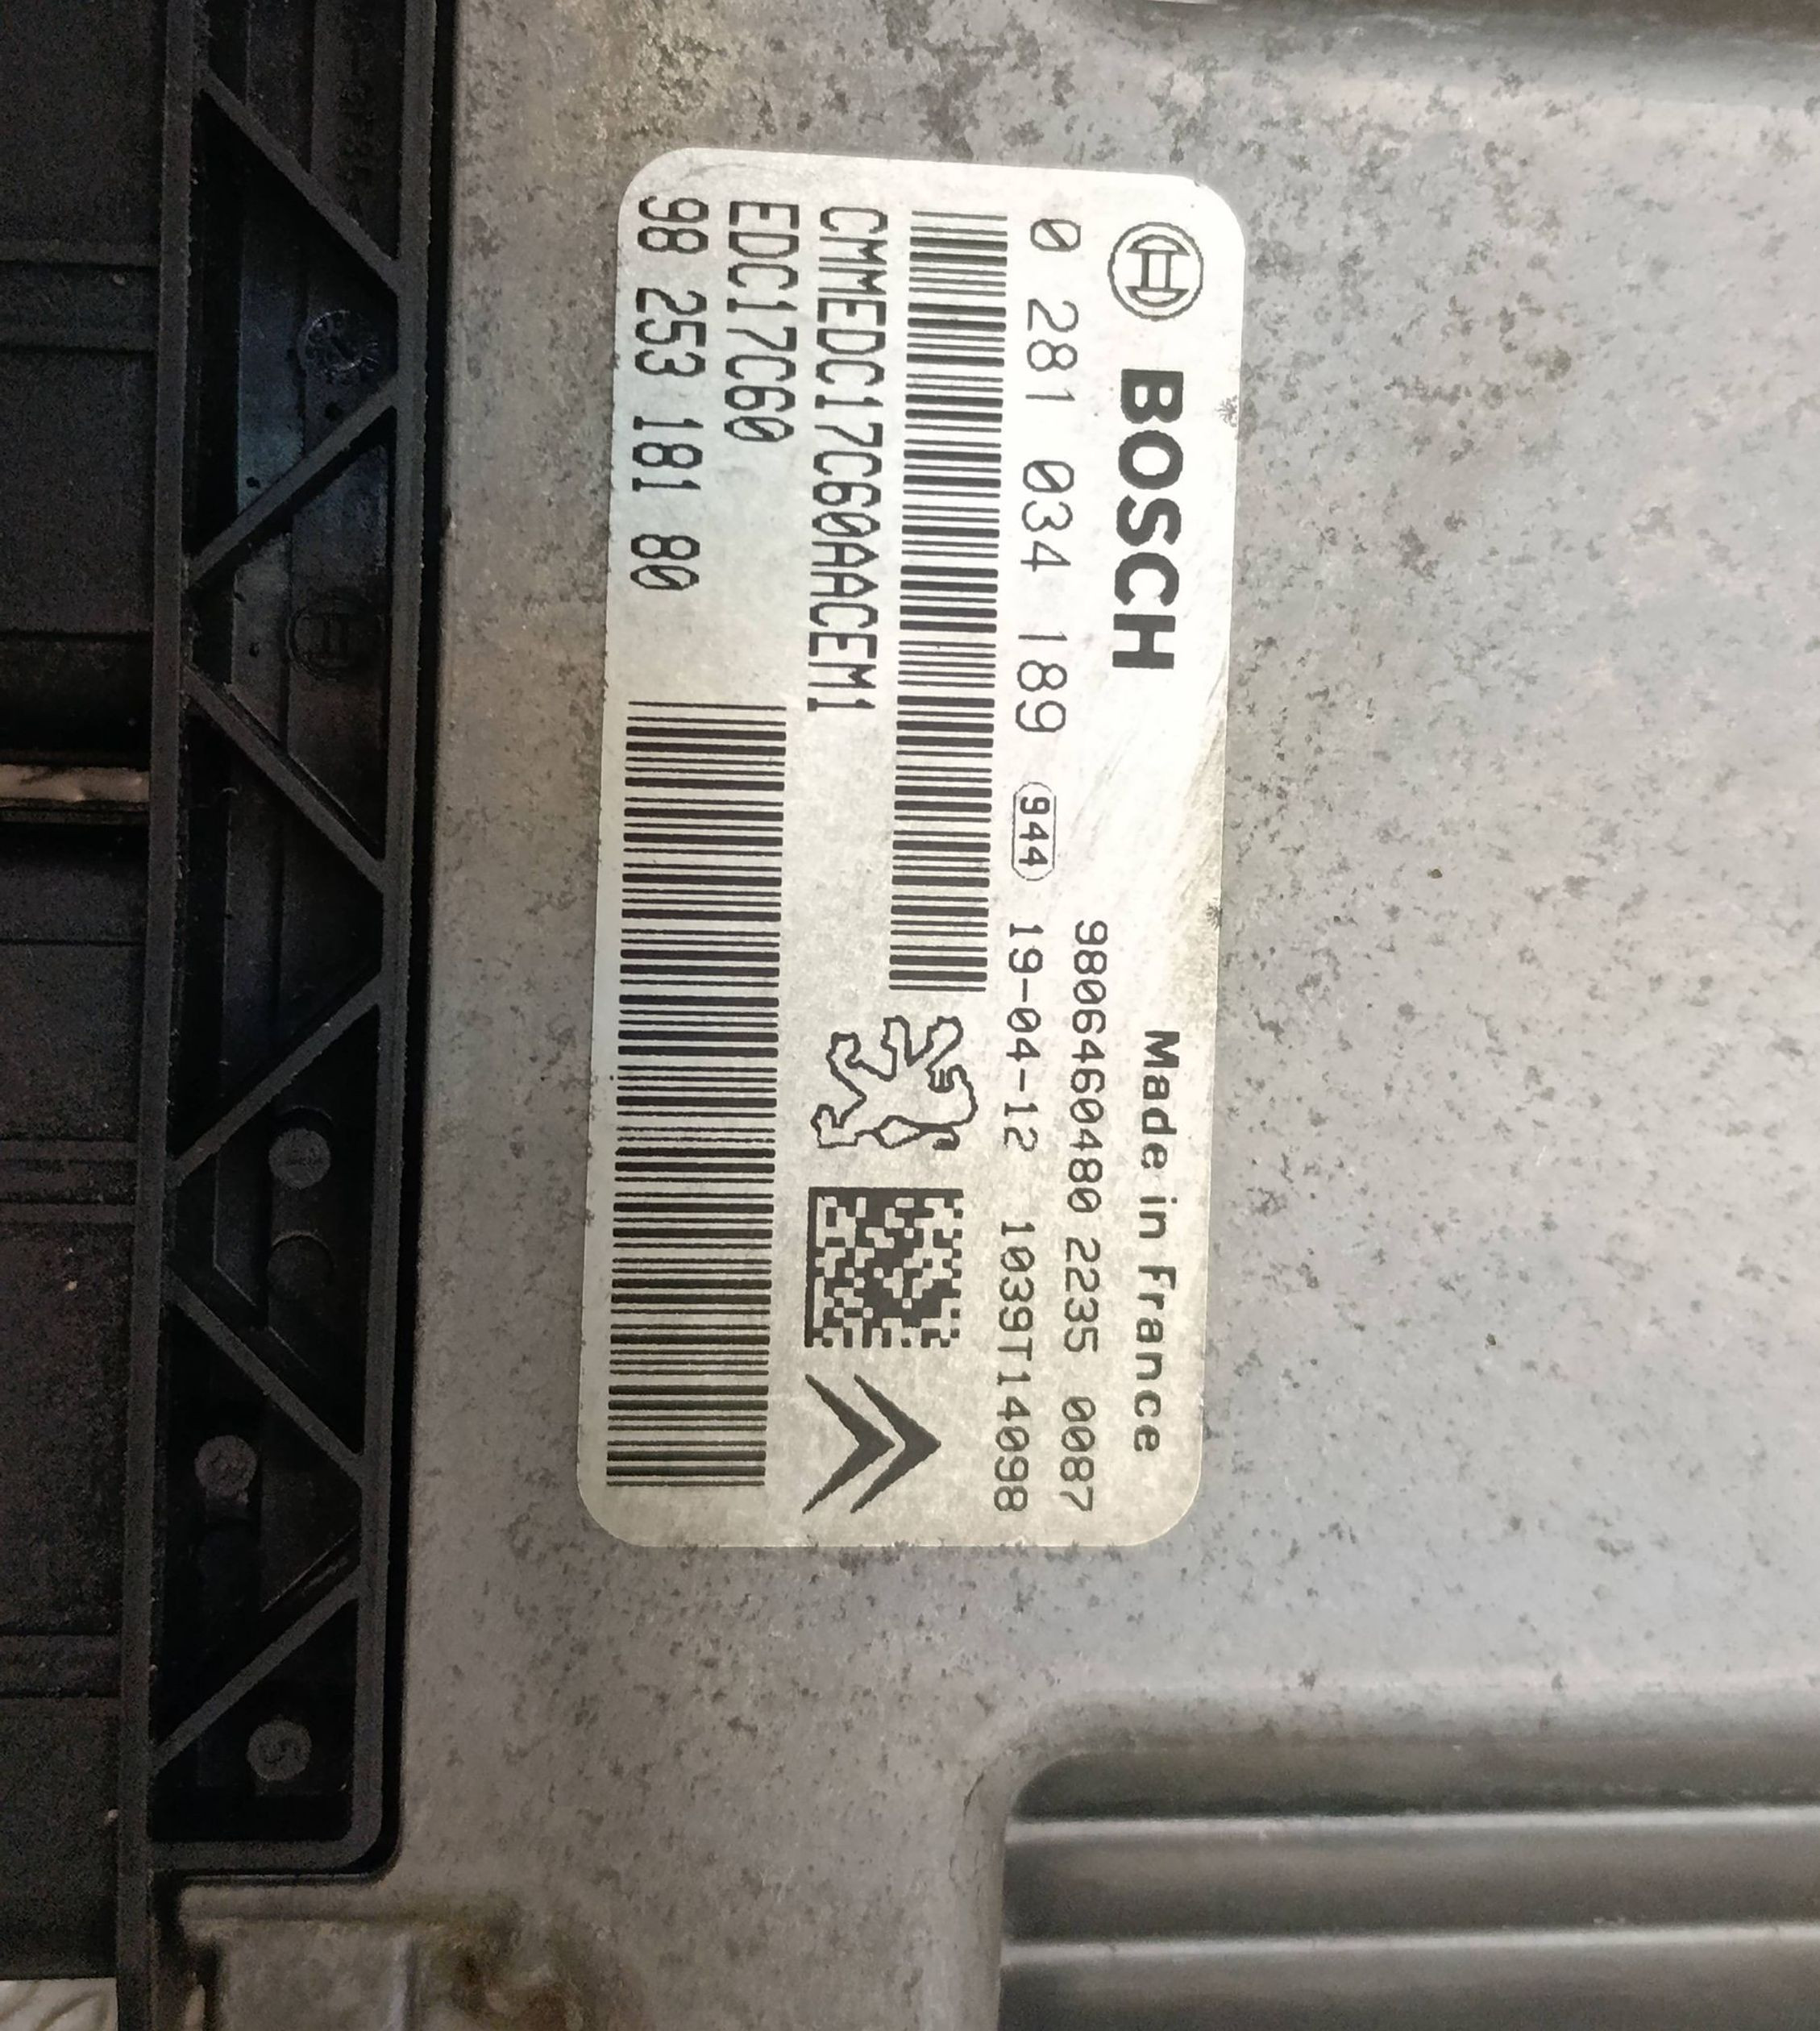 BOSCH
Made in France
9806460480 2235 0087
0 281 034 189 944 19-04-12 1039T14098
CMMEDC17C60AACEM1
EDC17C60
98 253 181 80